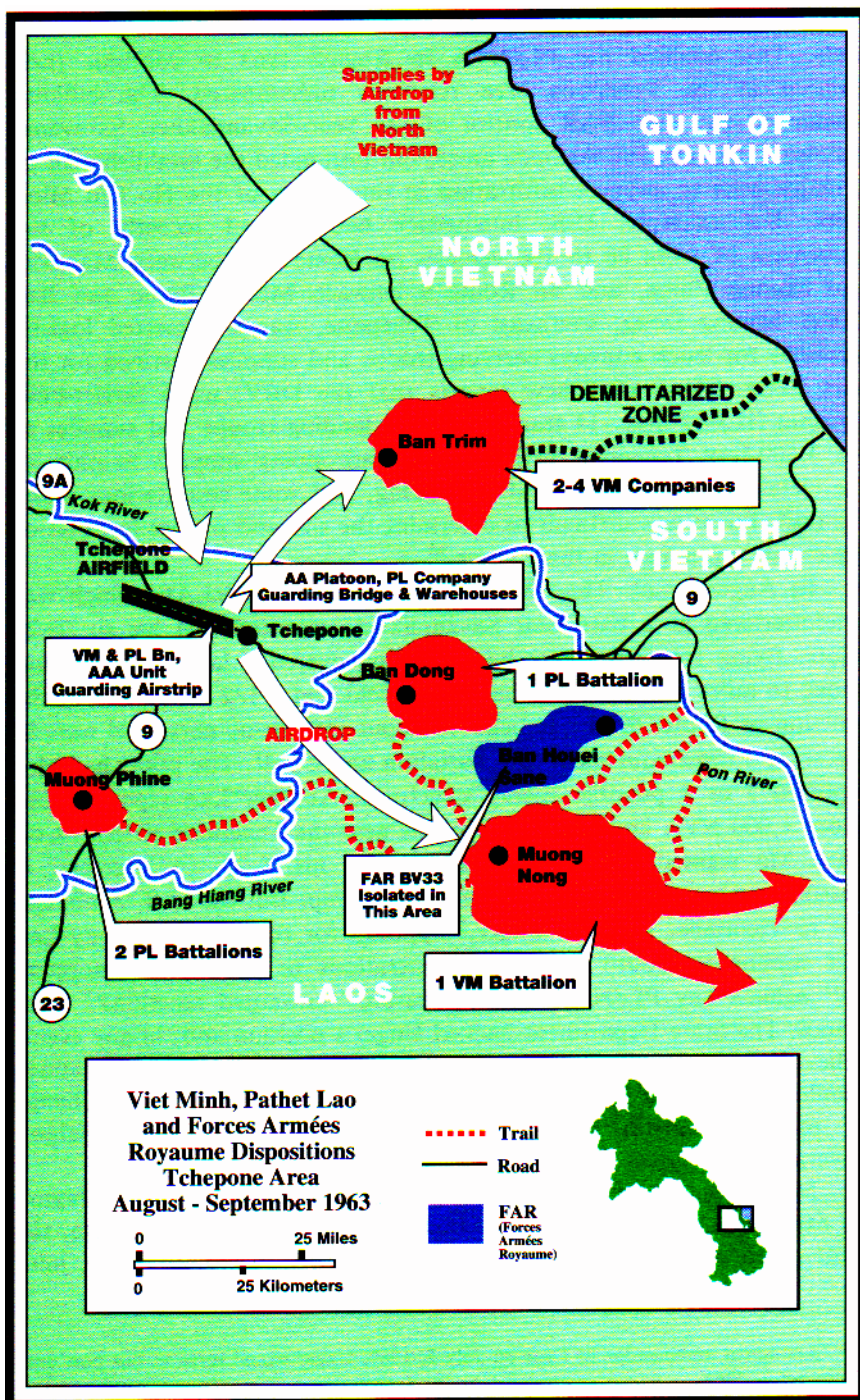 Supplies by
Airdrop
from
North
Vietnam
GULF OF
TONKIN
NORTH
VIETNAM
DEMILITARIZED
ZONE
Ban Trim
2-4 VM Companies
9A
Kok River
SOUTH
VIETNAM
Tchepone
AIRFIELD
AA Platoon, PL Company
Guarding Bridge & Warehouses
9
Tchepone
VM & PL Bn,
AAA Unit
Guarding Airstrip
Ban Dong
1 PL Battalion
9
AIRDROP
Ban Houei
Sane
Pon River
Muong Phine
Muong
Nong
FAR BV33
Isolated in
This Area
Bang Hiang River
2 PL Battalions
1 VM Battalion
LAOS
23
Viet Minh, Pathet Lao
and Forces Armées
Royaume Dispositions
Tchepone Area
August - September 1963
0 25 Miles
0 25 Kilometers
Trail
Road
FAR
(Forces
Armées
Royaume)